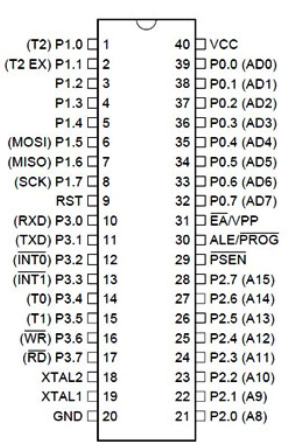 (T2) P1.0 1 40 VCC
(T2 EX) P1.1 2 39 P0.0 (AD0)
P1.2 3 38 P0.1 (AD1)
P1.3 4 37 P0.2 (AD2)
P1.4 5 36 P0.3 (AD3)
(MOSI) P1.5 6 35 P0.4 (AD4)
(MISO) P1.6 7 34 P0.5 (AD5)
(SCK) P1.7 8 33 P0.6 (AD6)
RST 9 32 P0.7 (AD7)
(RXD) P3.0 10 31 E̅A̅/VPP
(TXD) P3.1 11 30 ALE/P̅R̅O̅G̅
(I̅N̅T̅0̅) P3.2 12 29 P̅S̅E̅N̅
(I̅N̅T̅1̅) P3.3 13 28 P2.7 (A15)
(T0) P3.4 14 27 P2.6 (A14)
(T1) P3.5 15 26 P2.5 (A13)
(W̅R̅) P3.6 16 25 P2.4 (A12)
(R̅D̅) P3.7 17 24 P2.3 (A11)
XTAL2 18 23 P2.2 (A10)
XTAL1 19 22 P2.1 (A9)
GND 20 21 P2.0 (A8)